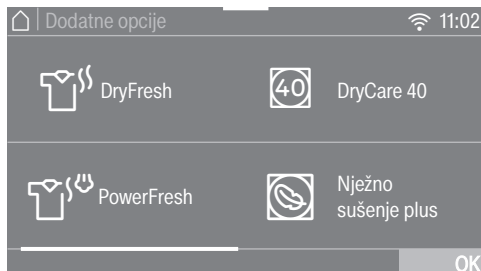 Dodatne opcije
11:02
DryFresh
40
DryCare 40
PowerFresh
Nježno
sušenje plus
OK